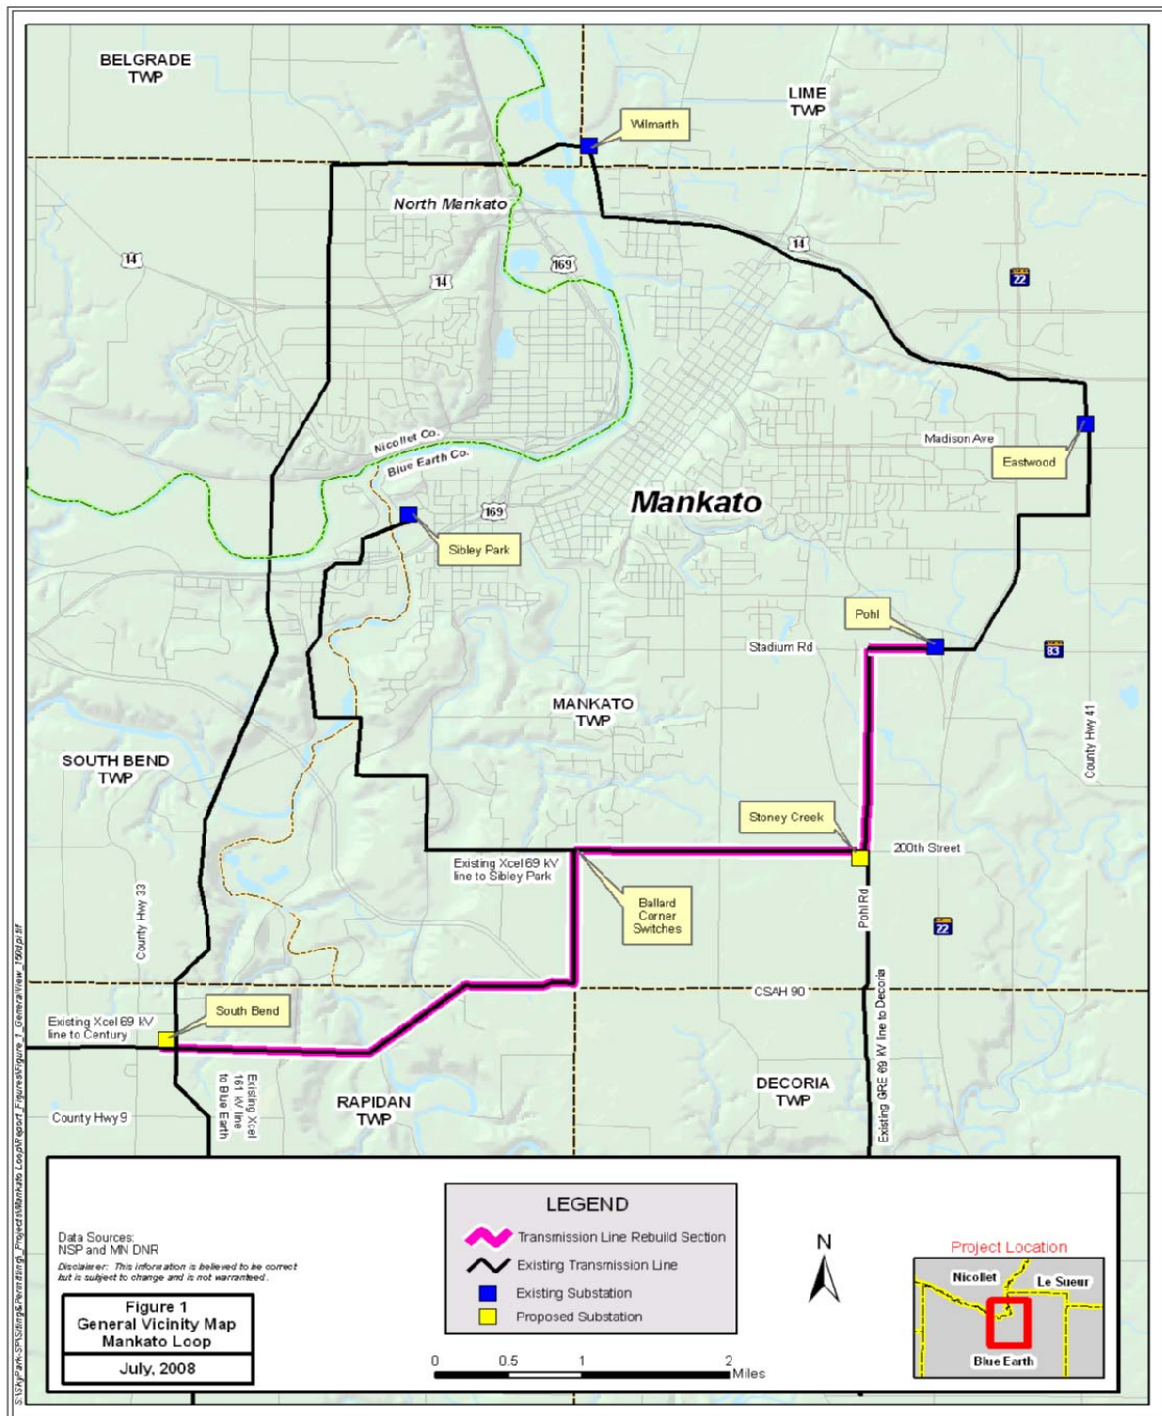 BELGRADE
TWP
LIME
TWP
Wilmarth
North Mankato
14
14
169
14
22
Nicollet Co.
Blue Earth Co.
Madison Ave
Eastwood
Mankato
169
Sibley Park
Pohl
Stadium Rd
83
MANKATO
TWP
County Hwy 41
SOUTH BEND
TWP
Stoney Creek
200th Street
Existing Xcel 69 kV
line to Sibley Park
Ballard
Corner
Switches
Pohl Rd
County Hwy 33
22
CSAH 90
South Bend
Existing Xcel 69 kV
line to Century
Existing Xcel
161 kV line
to Blue Earth
Existing GRE 69 kV line to Decoria
RAPIDAN
TWP
DECORIA
TWP
County Hwy 9
Data Sources:
NSP and MN DNR
Disclaimer: This information is believed to be correct
but is subject to change and is not warranteed.
Figure 1
General Vicinity Map
Mankato Loop
July, 2008
LEGEND
Transmission Line Rebuild Section
Existing Transmission Line
Existing Substation
Proposed Substation
0 0.5 1 2
Miles
N
Project Location
Nicollet
Le Sueur
Blue Earth